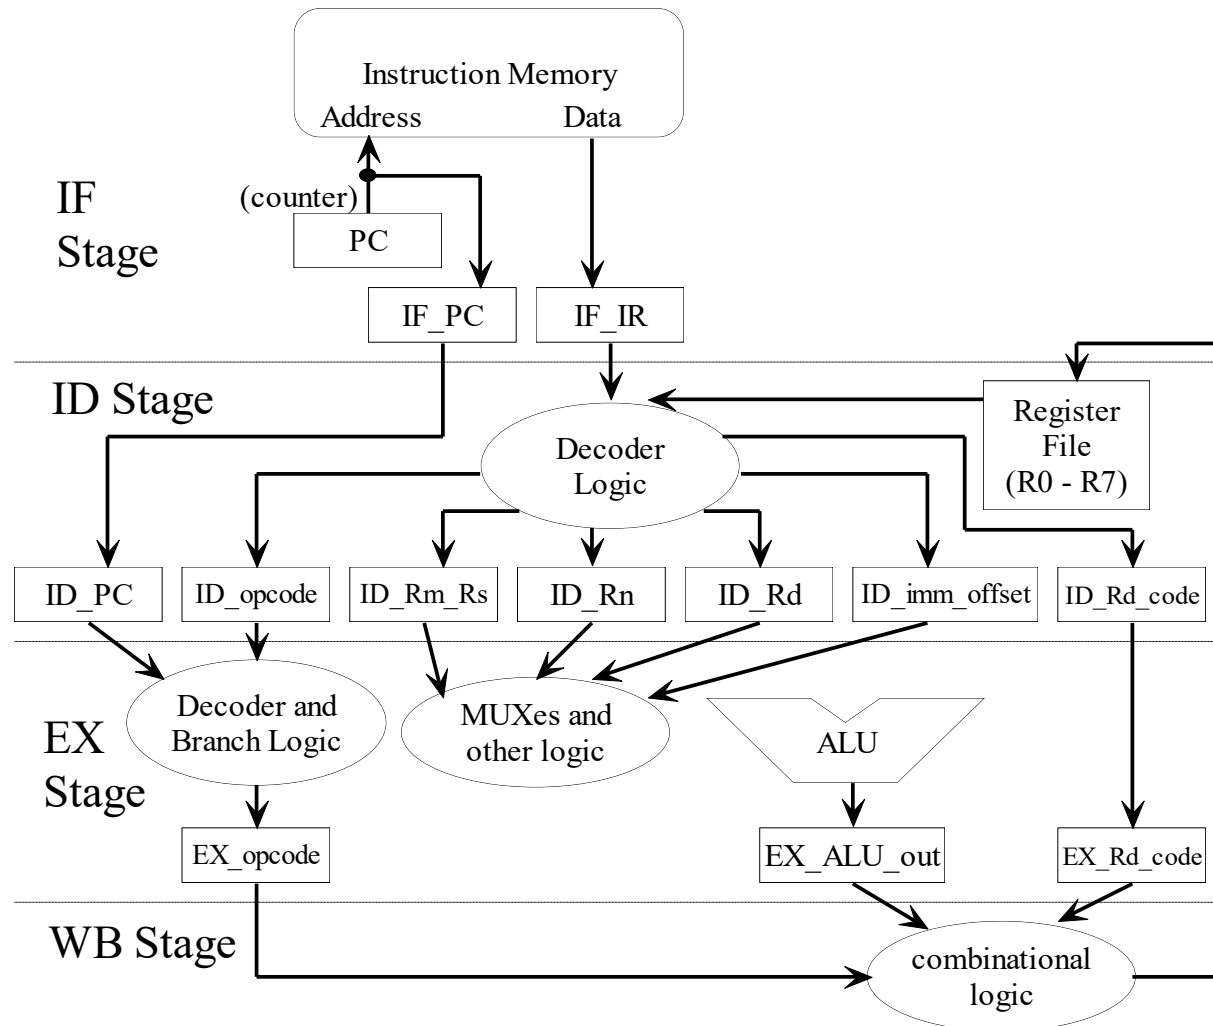 Instruction Memory
Address
Data
IF
Stage
(counter)
PC
IF_PC
IF_IR
ID Stage
Register
File
(R0 - R7)
Decoder
Logic
ID_PC
ID_opcode
ID_Rm_Rs
ID_Rn
ID_Rd
ID_imm_offset
ID_Rd_code
EX
Stage
Decoder and
Branch Logic
MUXes and
other logic
ALU
EX_opcode
EX_ALU_out
EX_Rd_code
WB Stage
combinational
logic